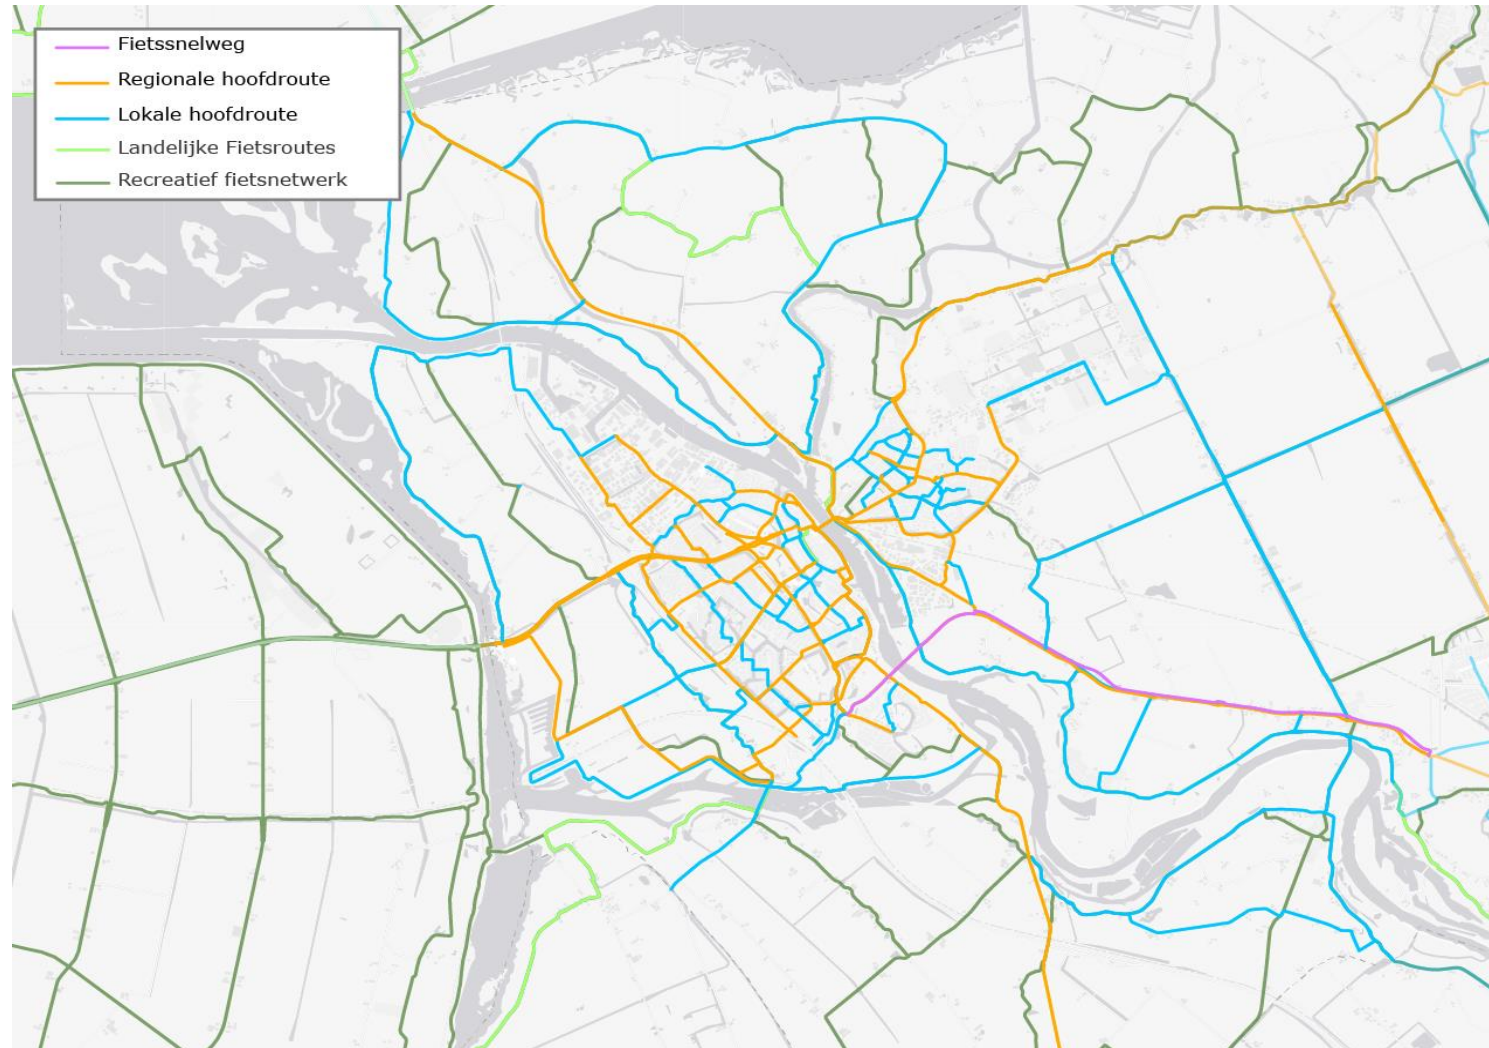 Fietssnelweg
Regionale hoofdroute
Lokale hoofdroute
Landelijke Fietsroutes
Recreatief fietsnetwerk